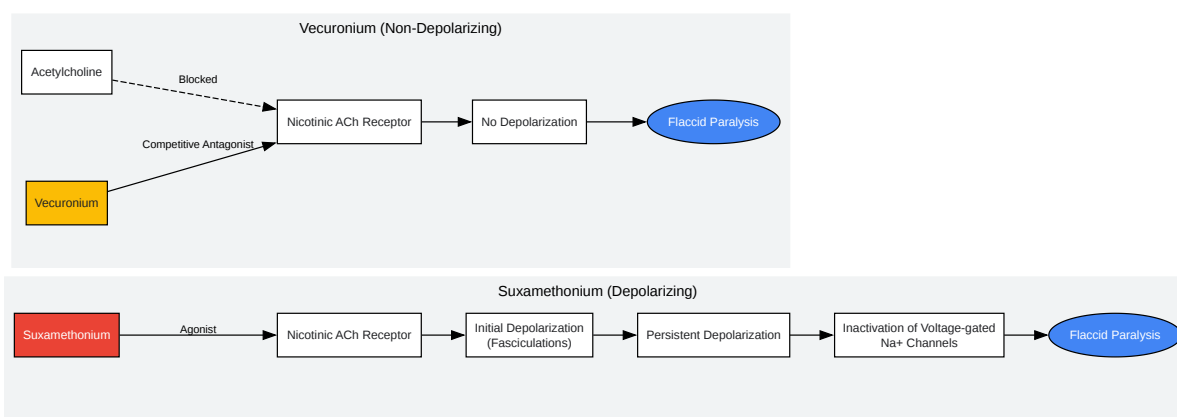 Vecuronium (Non-Depolarizing)
Acetylcholine
Blocked
Nicotinic ACh Receptor
No Depolarization
Flaccid Paralysis
Competitive Antagonist
Vecuronium
Suxamethonium (Depolarizing)
Suxamethonium
Agonist
Nicotinic ACh Receptor
Initial Depolarization
(Fasciculations)
Persistent Depolarization
Inactivation of Voltage-gated
Na+ Channels
Flaccid Paralysis